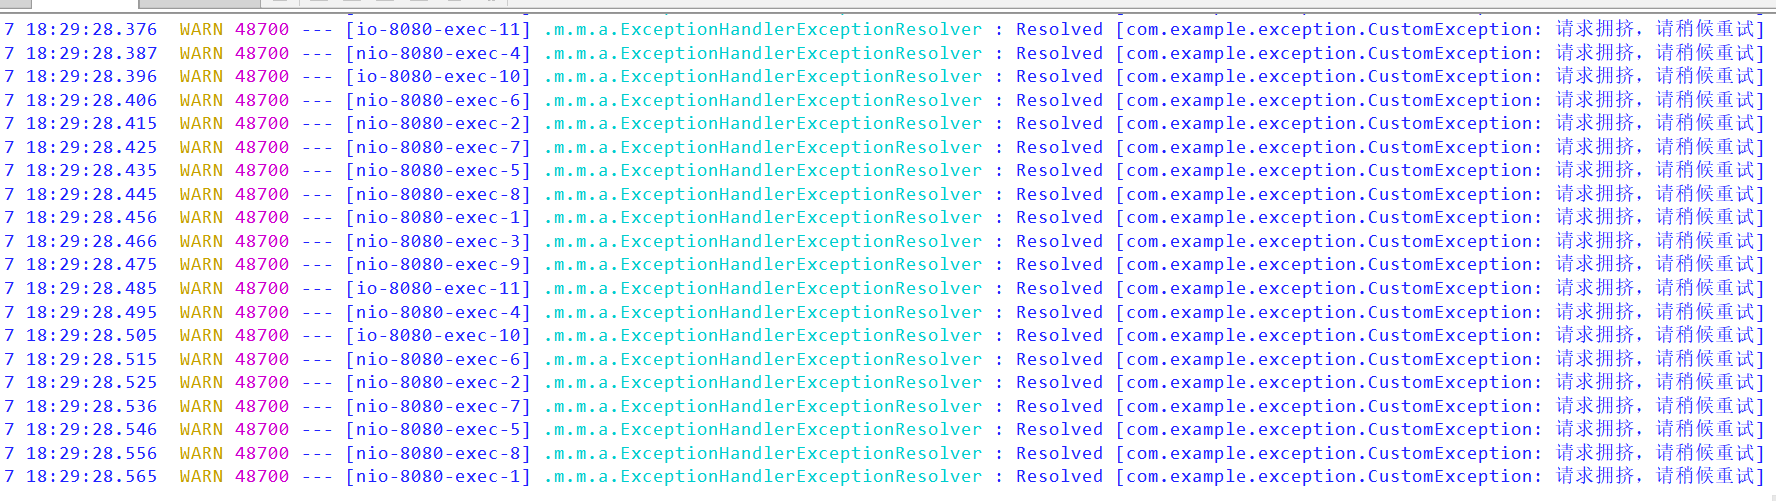 7 18:29:28.376  WARN 48700 --- [io-8080-exec-11] .m.m.a.ExceptionHandlerExceptionResolver : Resolved [com.example.exception.CustomException: 请求拥挤，请稍候重试]
7 18:29:28.387  WARN 48700 --- [nio-8080-exec-4] .m.m.a.ExceptionHandlerExceptionResolver : Resolved [com.example.exception.CustomException: 请求拥挤，请稍候重试]
7 18:29:28.396  WARN 48700 --- [io-8080-exec-10] .m.m.a.ExceptionHandlerExceptionResolver : Resolved [com.example.exception.CustomException: 请求拥挤，请稍候重试]
7 18:29:28.406  WARN 48700 --- [nio-8080-exec-6] .m.m.a.ExceptionHandlerExceptionResolver : Resolved [com.example.exception.CustomException: 请求拥挤，请稍候重试]
7 18:29:28.415  WARN 48700 --- [nio-8080-exec-2] .m.m.a.ExceptionHandlerExceptionResolver : Resolved [com.example.exception.CustomException: 请求拥挤，请稍候重试]
7 18:29:28.425  WARN 48700 --- [nio-8080-exec-7] .m.m.a.ExceptionHandlerExceptionResolver : Resolved [com.example.exception.CustomException: 请求拥挤，请稍候重试]
7 18:29:28.435  WARN 48700 --- [nio-8080-exec-5] .m.m.a.ExceptionHandlerExceptionResolver : Resolved [com.example.exception.CustomException: 请求拥挤，请稍候重试]
7 18:29:28.445  WARN 48700 --- [nio-8080-exec-8] .m.m.a.ExceptionHandlerExceptionResolver : Resolved [com.example.exception.CustomException: 请求拥挤，请稍候重试]
7 18:29:28.456  WARN 48700 --- [nio-8080-exec-1] .m.m.a.ExceptionHandlerExceptionResolver : Resolved [com.example.exception.CustomException: 请求拥挤，请稍候重试]
7 18:29:28.466  WARN 48700 --- [nio-8080-exec-3] .m.m.a.ExceptionHandlerExceptionResolver : Resolved [com.example.exception.CustomException: 请求拥挤，请稍候重试]
7 18:29:28.475  WARN 48700 --- [nio-8080-exec-9] .m.m.a.ExceptionHandlerExceptionResolver : Resolved [com.example.exception.CustomException: 请求拥挤，请稍候重试]
7 18:29:28.485  WARN 48700 --- [io-8080-exec-11] .m.m.a.ExceptionHandlerExceptionResolver : Resolved [com.example.exception.CustomException: 请求拥挤，请稍候重试]
7 18:29:28.495  WARN 48700 --- [nio-8080-exec-4] .m.m.a.ExceptionHandlerExceptionResolver : Resolved [com.example.exception.CustomException: 请求拥挤，请稍候重试]
7 18:29:28.505  WARN 48700 --- [io-8080-exec-10] .m.m.a.ExceptionHandlerExceptionResolver : Resolved [com.example.exception.CustomException: 请求拥挤，请稍候重试]
7 18:29:28.515  WARN 48700 --- [nio-8080-exec-6] .m.m.a.ExceptionHandlerExceptionResolver : Resolved [com.example.exception.CustomException: 请求拥挤，请稍候重试]
7 18:29:28.525  WARN 48700 --- [nio-8080-exec-2] .m.m.a.ExceptionHandlerExceptionResolver : Resolved [com.example.exception.CustomException: 请求拥挤，请稍候重试]
7 18:29:28.536  WARN 48700 --- [nio-8080-exec-7] .m.m.a.ExceptionHandlerExceptionResolver : Resolved [com.example.exception.CustomException: 请求拥挤，请稍候重试]
7 18:29:28.546  WARN 48700 --- [nio-8080-exec-5] .m.m.a.ExceptionHandlerExceptionResolver : Resolved [com.example.exception.CustomException: 请求拥挤，请稍候重试]
7 18:29:28.556  WARN 48700 --- [nio-8080-exec-8] .m.m.a.ExceptionHandlerExceptionResolver : Resolved [com.example.exception.CustomException: 请求拥挤，请稍候重试]
7 18:29:28.565  WARN 48700 --- [nio-8080-exec-1] .m.m.a.ExceptionHandlerExceptionResolver : Resolved [com.example.exception.CustomException: 请求拥挤，请稍候重试]